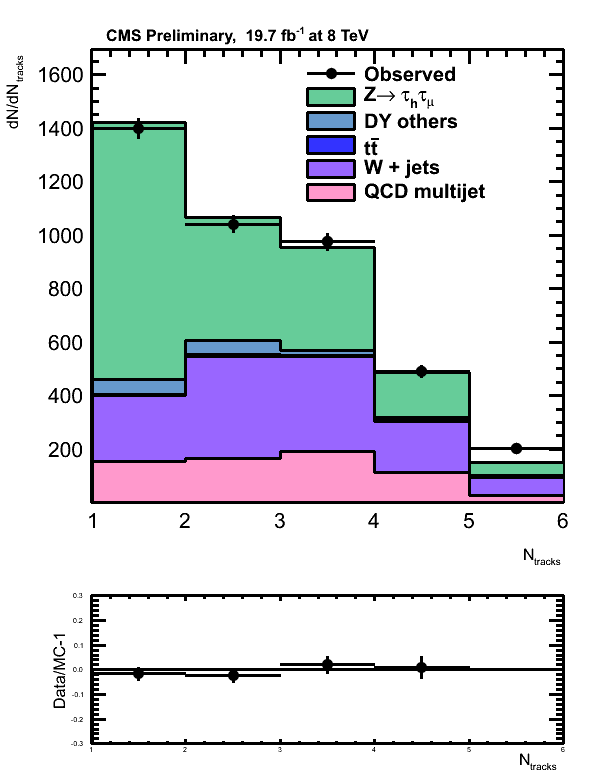 CMS Preliminary, 19.7 fb⁻¹ at 8 TeV
dN/dN_tracks
1600
1400
1200
1000
800
600
400
200
Observed
Z→ τ_hτ_μ
DY others
tt̄
W + jets
QCD multijet
1 2 3 4 5 6
N_tracks
Data/MC-1
0.3
0.2
0.1
0.0
-0.1
-0.2
-0.3
1 2 3 4 5 6
N_tracks